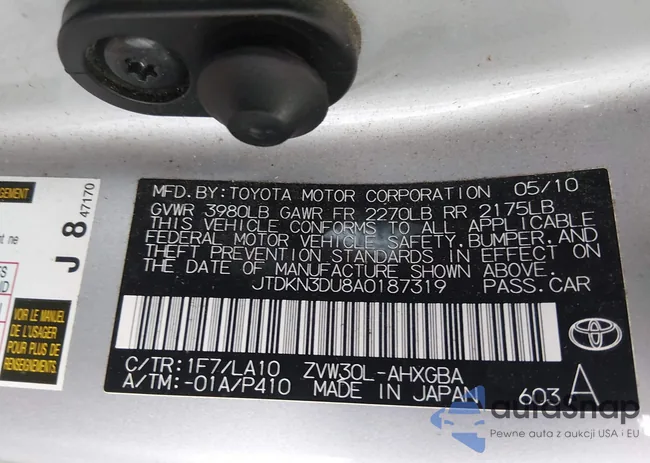 MFD. BY: TOYOTA MOTOR CORPORATION 05/10
GVWR 3980LB GAWR FR 2270LB RR 2175LB
THIS VEHICLE CONFORMS TO ALL APPLICABLE
FEDERAL MOTOR VEHICLE SAFETY, BUMPER, AND
THEFT PREVENTION STANDARDS IN EFFECT ON
THE DATE OF MANUFACTURE SHOWN ABOVE.
JTDKN3DU8A0187319 PASS. CAR
C/TR: 1F7/LA10 ZVW30L-AHXGBA
A/TM: -01A/P410 MADE IN JAPAN 603 A
J 8 47170
VOIR LE MANUEL
DE L'USAGER
POUR PLUS DE
autosnap
Pewne auta z aukcji USA i EU